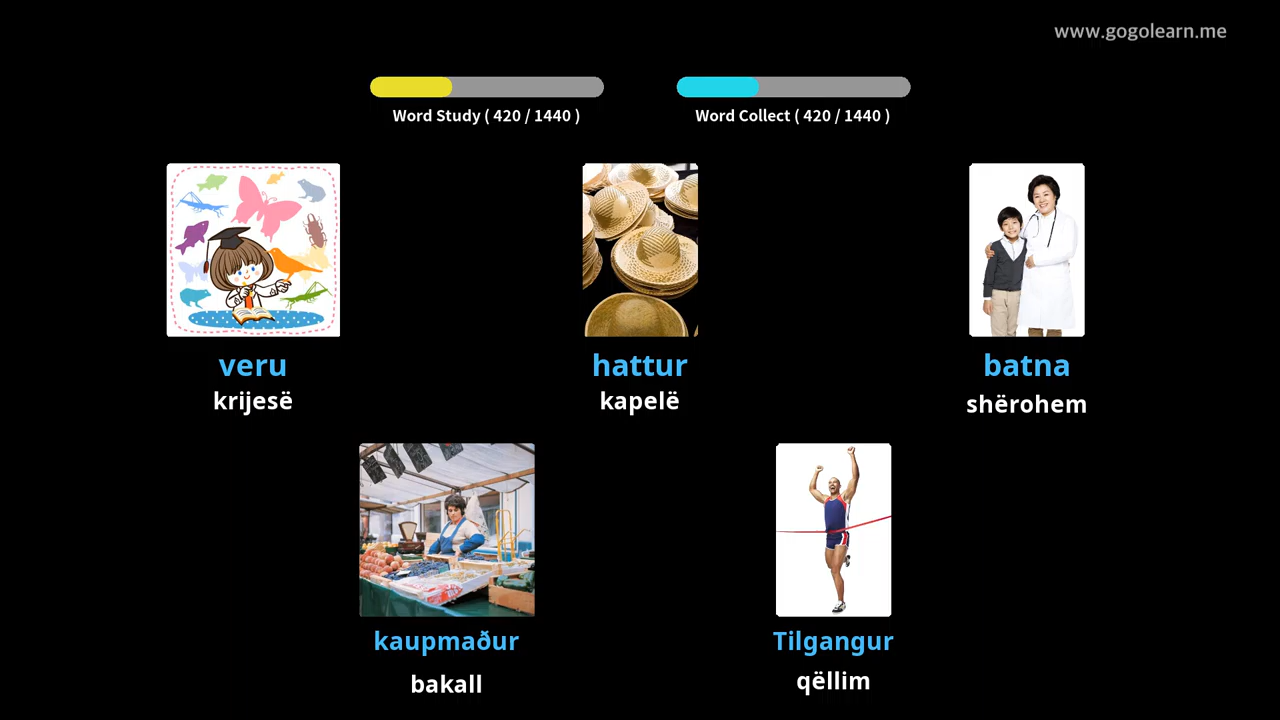 www.gogolearn.me
Word Study ( 420 / 1440 )
Word Collect ( 420 / 1440 )
veru
krijesë
hattur
kapelë
batna
shërohem
kaupmaður
bakall
Tilgangur
qëllim